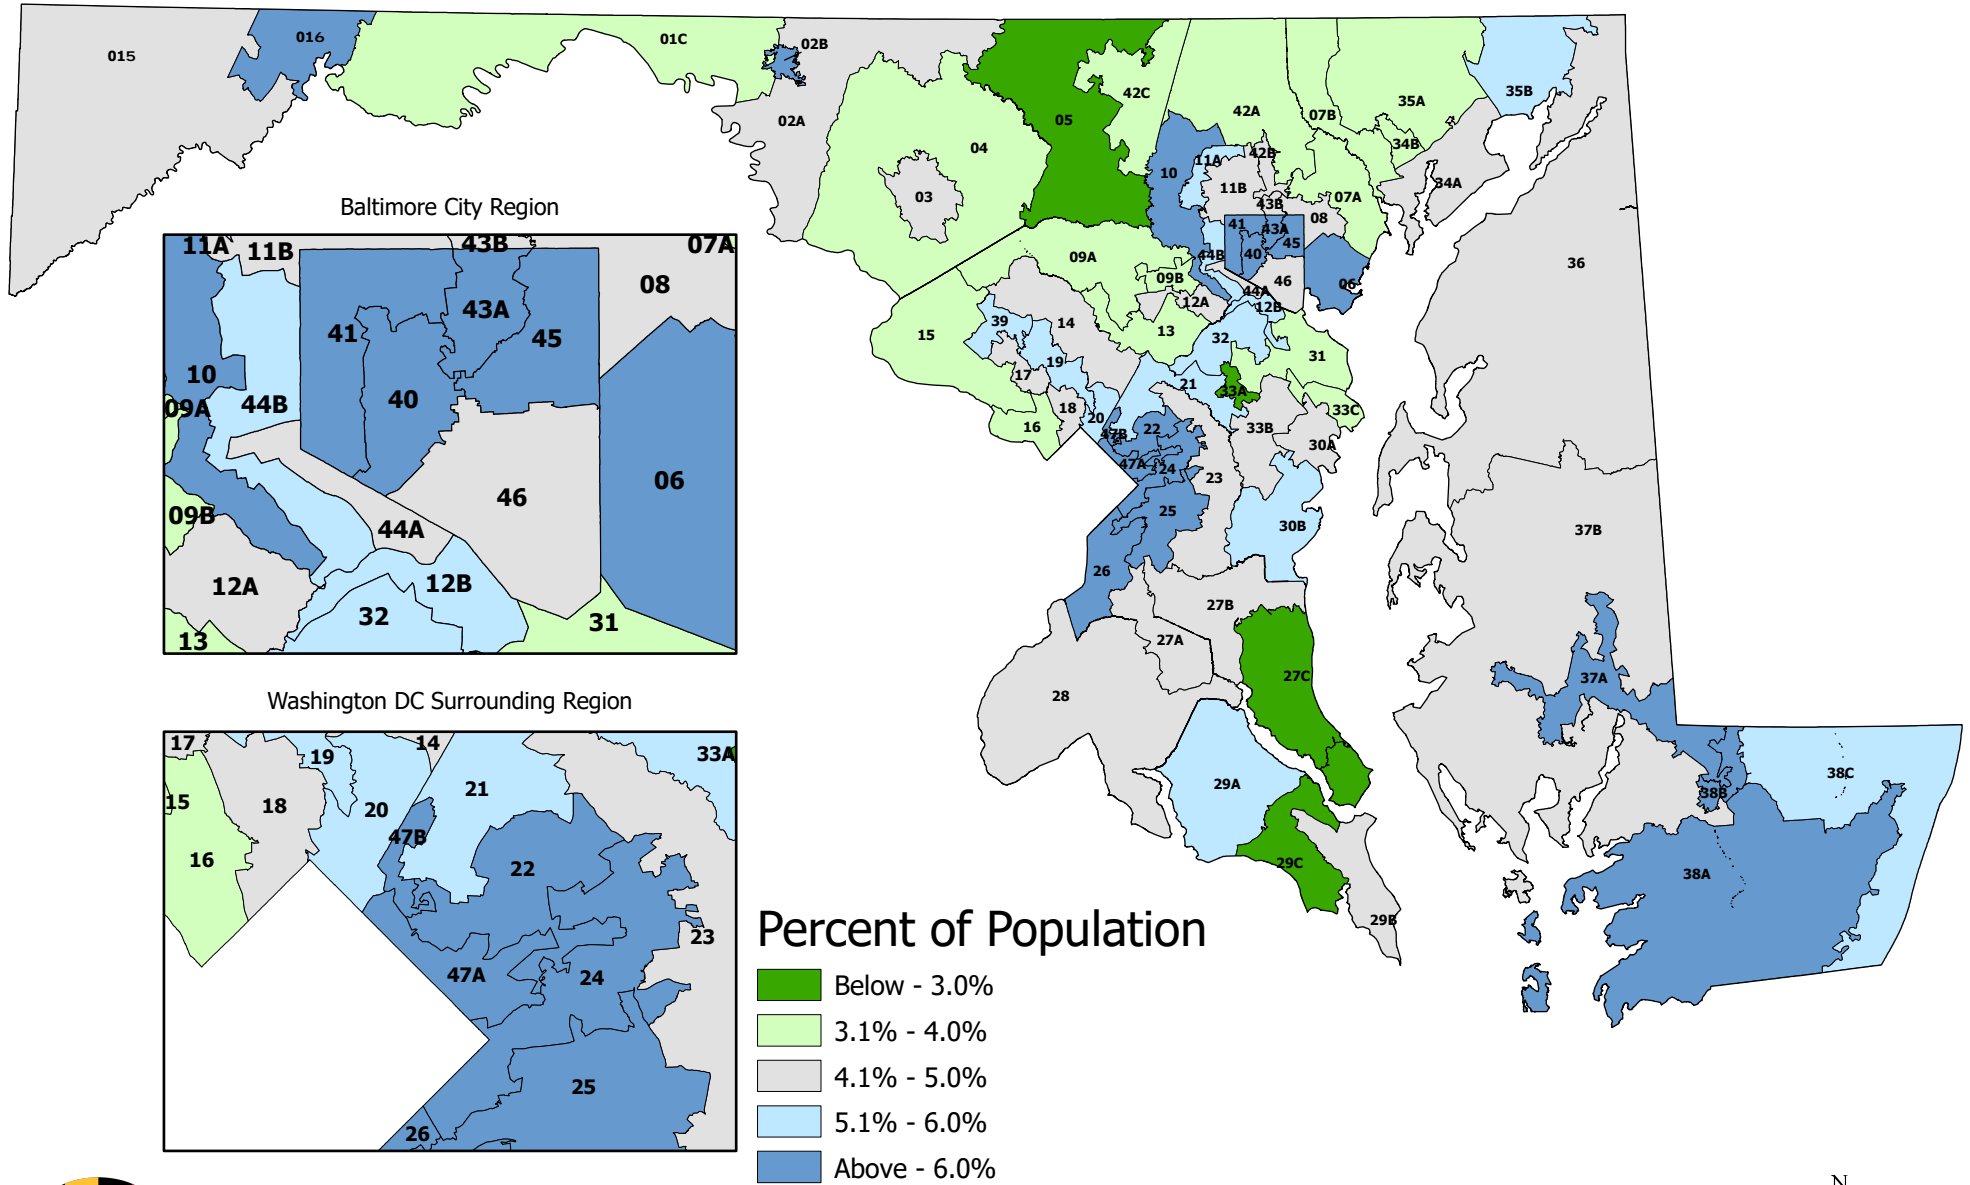 015
016
01C
02B
02A
03
04
05
42C
42A
07B
35A
35B
34B
34A
36
10
11A
42B
11B
43B
07A
08
41
43A
45
40
44B
46
06
44A
12B
09A
09B
12A
13
15
39
14
19
17
18
16
20
21
32
31
33A
33C
33B
30A
47B
22
47A
24
23
25
30B
26
27B
27A
27C
28
29A
29C
29B
37B
37A
38B
38C
38A
Baltimore City Region
11A
11B
43B
07A
08
41
43A
45
10
09A
44B
40
46
06
09B
44A
12A
12B
32
31
13
Washington DC Surrounding Region
17
19
14
21
33A
15
18
20
47B
16
22
23
47A
24
25
26
Percent of Population
Below - 3.0%
3.1% - 4.0%
4.1% - 5.0%
5.1% - 6.0%
Above - 6.0%
N